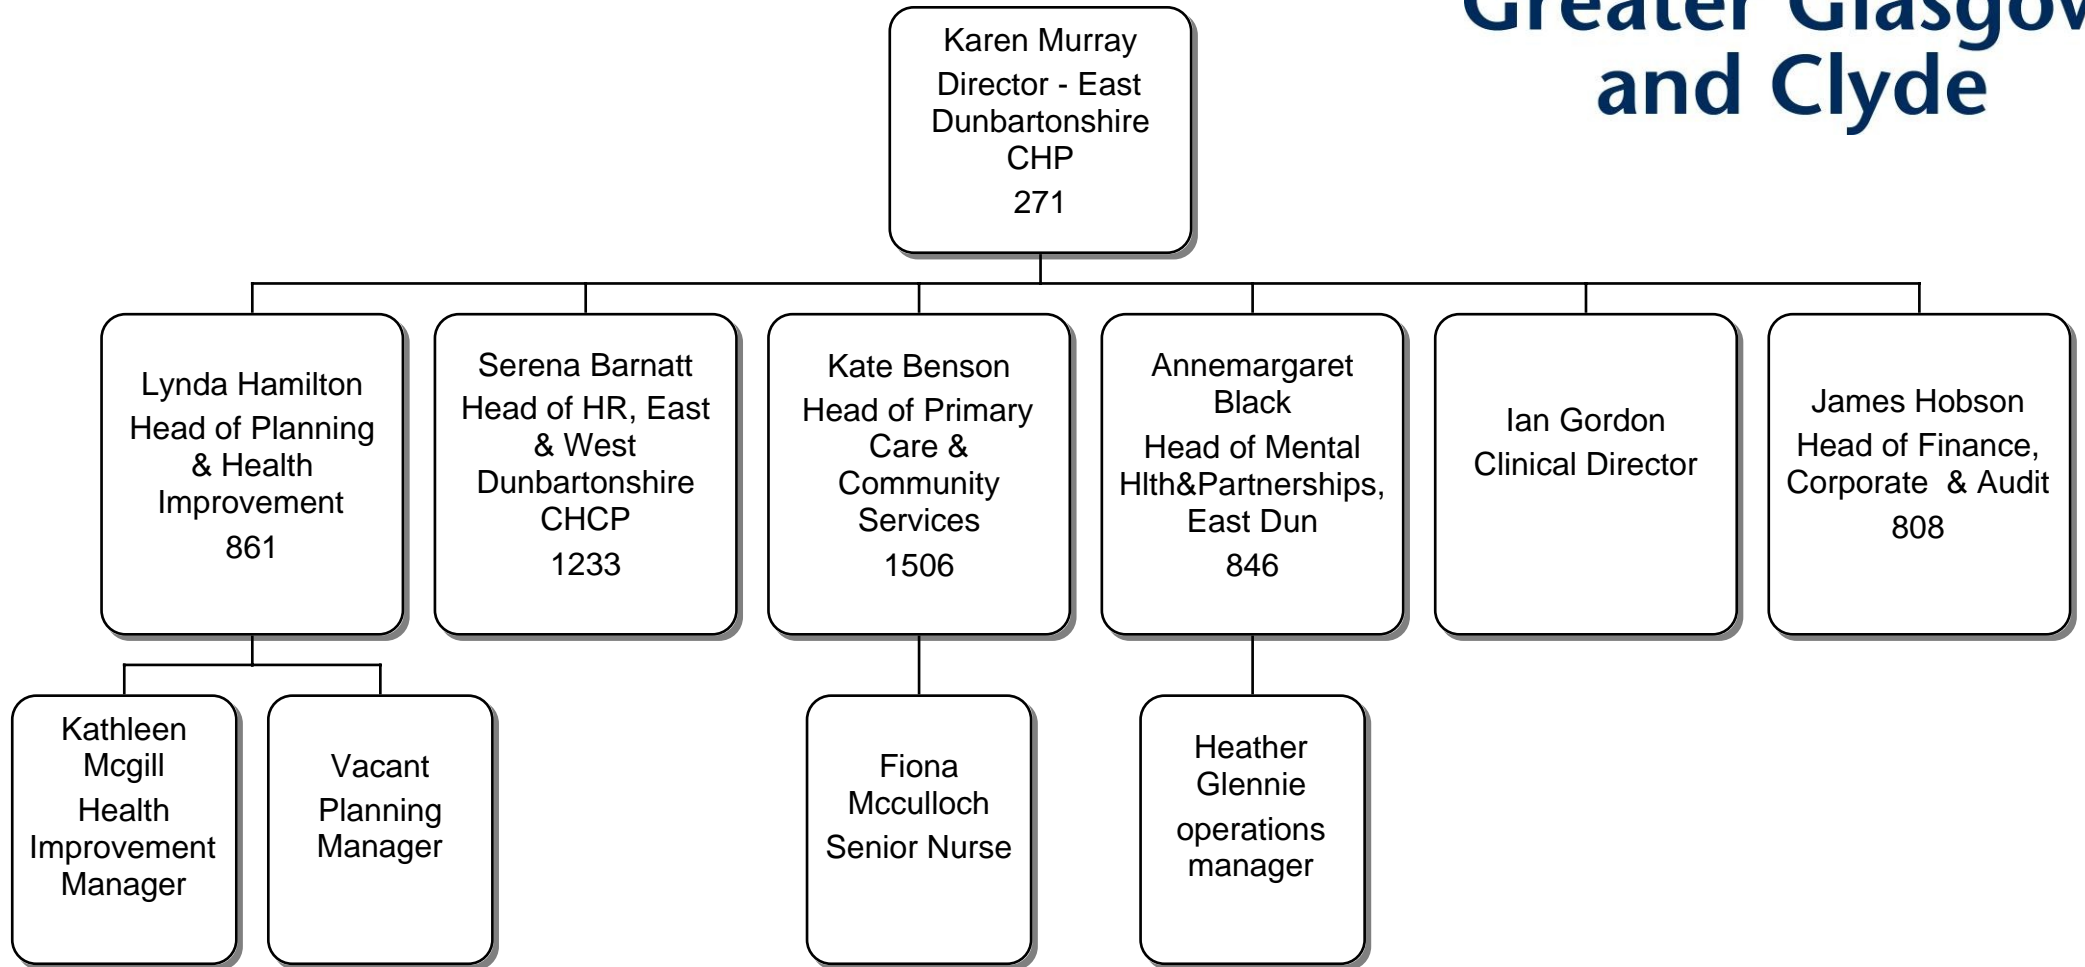 Greater Glasgow
and Clyde
Karen Murray
Director - East
Dunbartonshire
CHP
271
Lynda Hamilton
Head of Planning
& Health
Improvement
861
Serena Barnatt
Head of HR, East
& West
Dunbartonshire
CHCP
1233
Kate Benson
Head of Primary
Care &
Community
Services
1506
Annemargaret
Black
Head of Mental
Hlth&Partnerships,
East Dun
846
Ian Gordon
Clinical Director
James Hobson
Head of Finance,
Corporate  & Audit
808
Kathleen
Mcgill
Health
Improvement
Manager
Vacant
Planning
Manager
Fiona
Mcculloch
Senior Nurse
Heather
Glennie
operations
manager